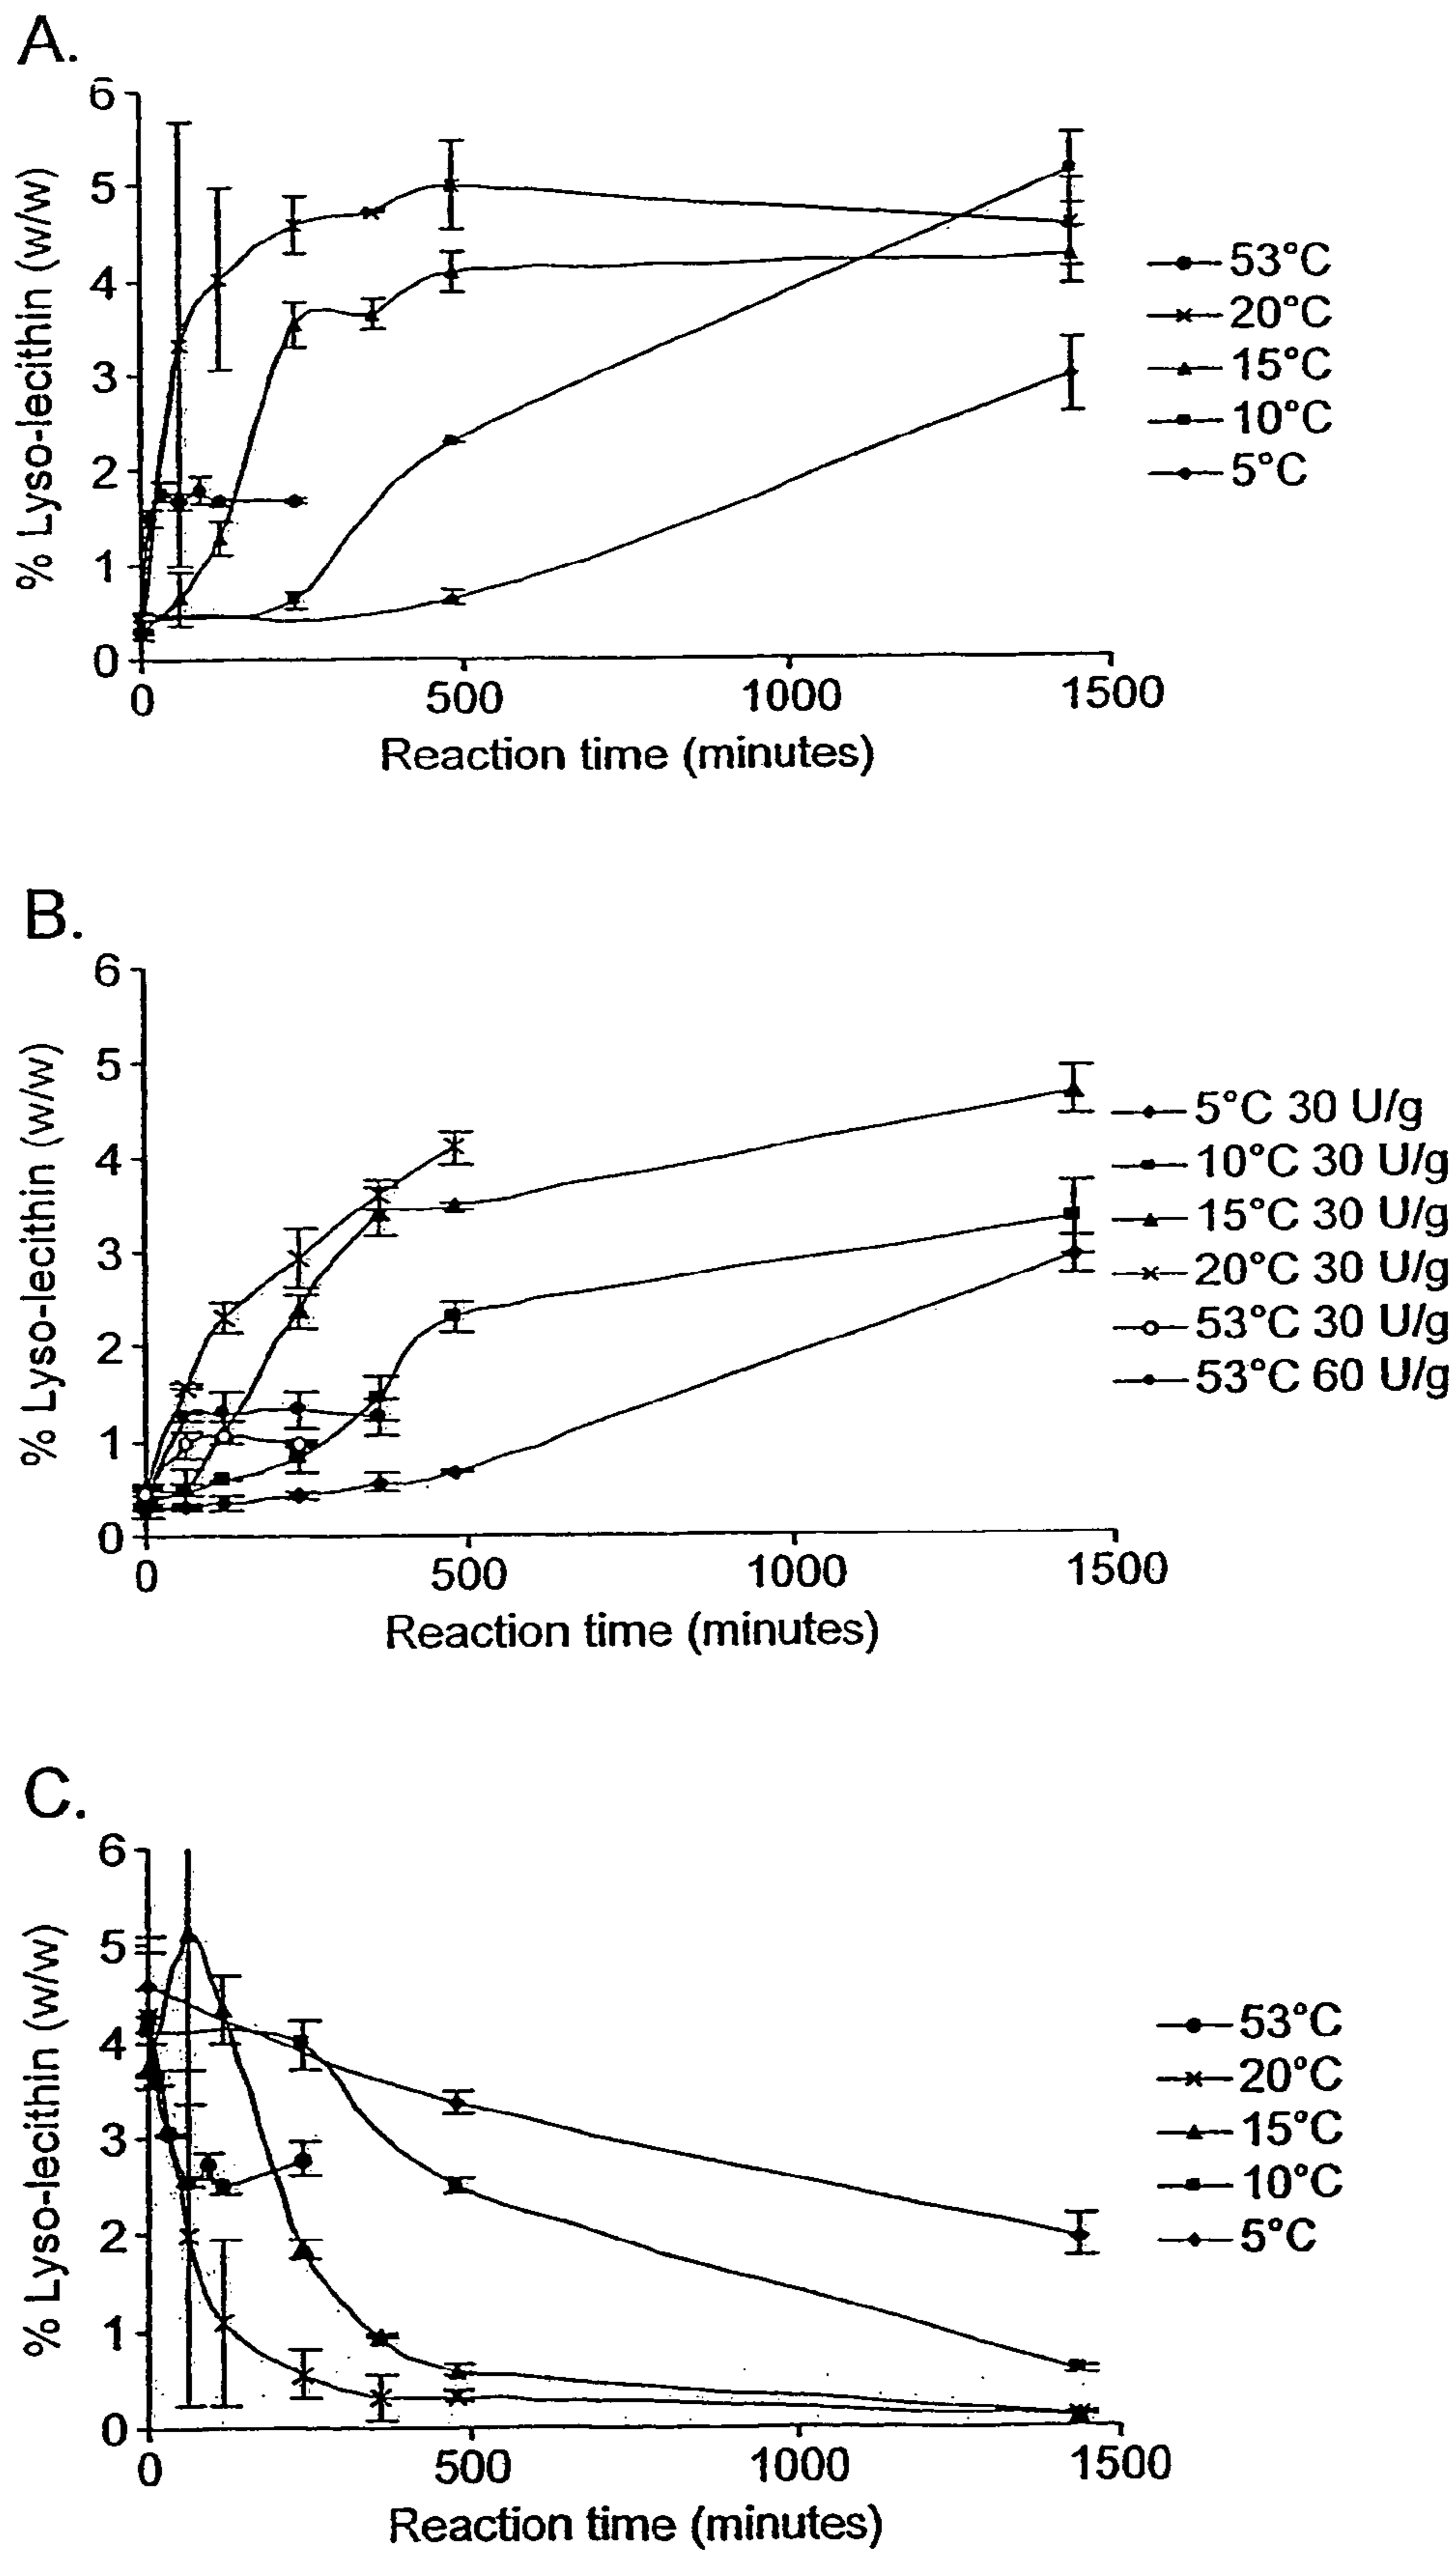 A.
6
5
4
3
2
1
0
% Lyso-lecithin (w/w)
0 500 1000 1500
Reaction time (minutes)
53°C
20°C
15°C
10°C
5°C
B.
6
5
4
3
2
1
0
% Lyso-lecithin (w/w)
0 500 1000 1500
Reaction time (minutes)
5°C 30 U/g
10°C 30 U/g
15°C 30 U/g
20°C 30 U/g
53°C 30 U/g
53°C 60 U/g
C.
6
5
4
3
2
1
0
% Lyso-lecithin (w/w)
0 500 1000 1500
Reaction time (minutes)
53°C
20°C
15°C
10°C
5°C